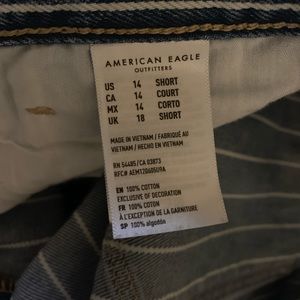 AMERICAN EAGLE
OUTFITTERS
US 14 SHORT
CA 14 COURT
MX 14 CORTO
UK 18 SHORT
MADE IN VIETNAM / FABRIQUÉ AU
VIETNAM / HECHO EN VIETNAM
RN 54485/CA 03873
RFC# AEM120605U9A
EN 100% COTTON
EXCLUSIVE OF DECORATION
FR 100% COTON
À L'EXCEPTION DE LA GARNITURE
SP 100% algodón